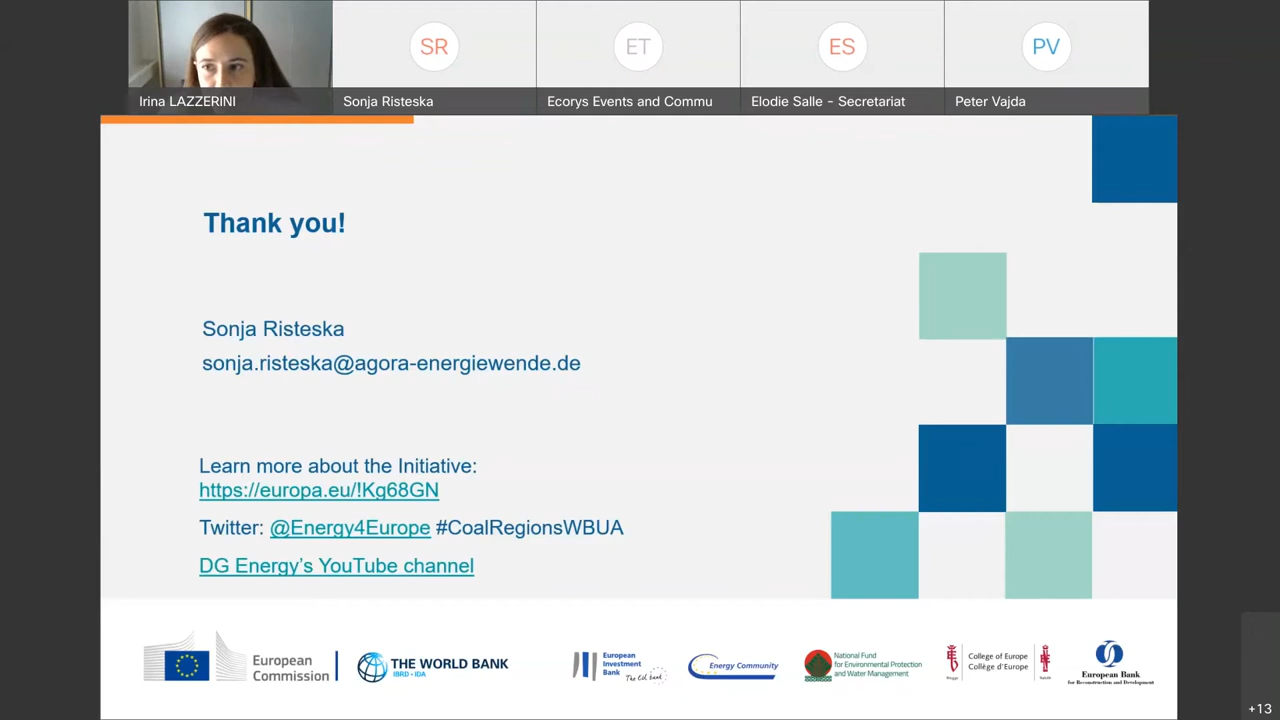 SR
ET
ES
PV
Irina LAZZERINI
Sonja Risteska
Ecorys Events and Commu
Elodie Salle - Secretariat
Peter Vajda
Thank you!
Sonja Risteska
sonja.risteska@agora-energiewende.de
Learn more about the Initiative:
https://europa.eu/!Kg68GN
Twitter: @Energy4Europe #CoalRegionsWBUA
DG Energy's YouTube channel
European
Commission
THE WORLD BANK
IBRD • IDA
European
Investment
Bank
The EU bank
Energy Community
National Fund
for Environmental Protection
and Water Management
College of Europe
Collège d'Europe
Brugge
Natolin
European Bank
for Reconstruction and Development
+13